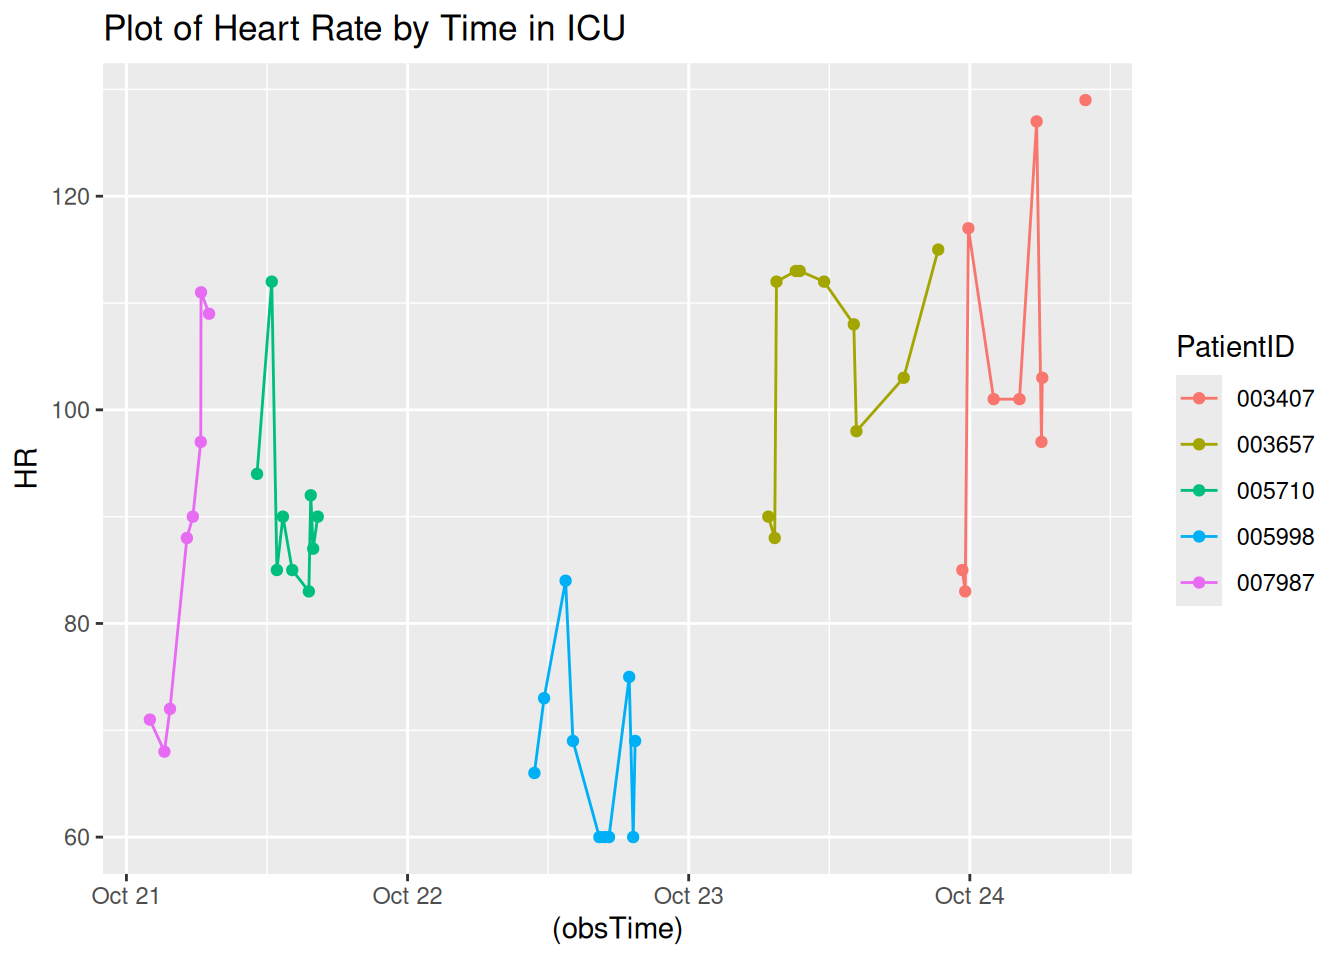 Plot of Heart Rate by Time in ICU
120
100
80
60
HR
Oct 21
Oct 22
Oct 23
Oct 24
(obsTime)
PatientID
003407
003657
005710
005998
007987